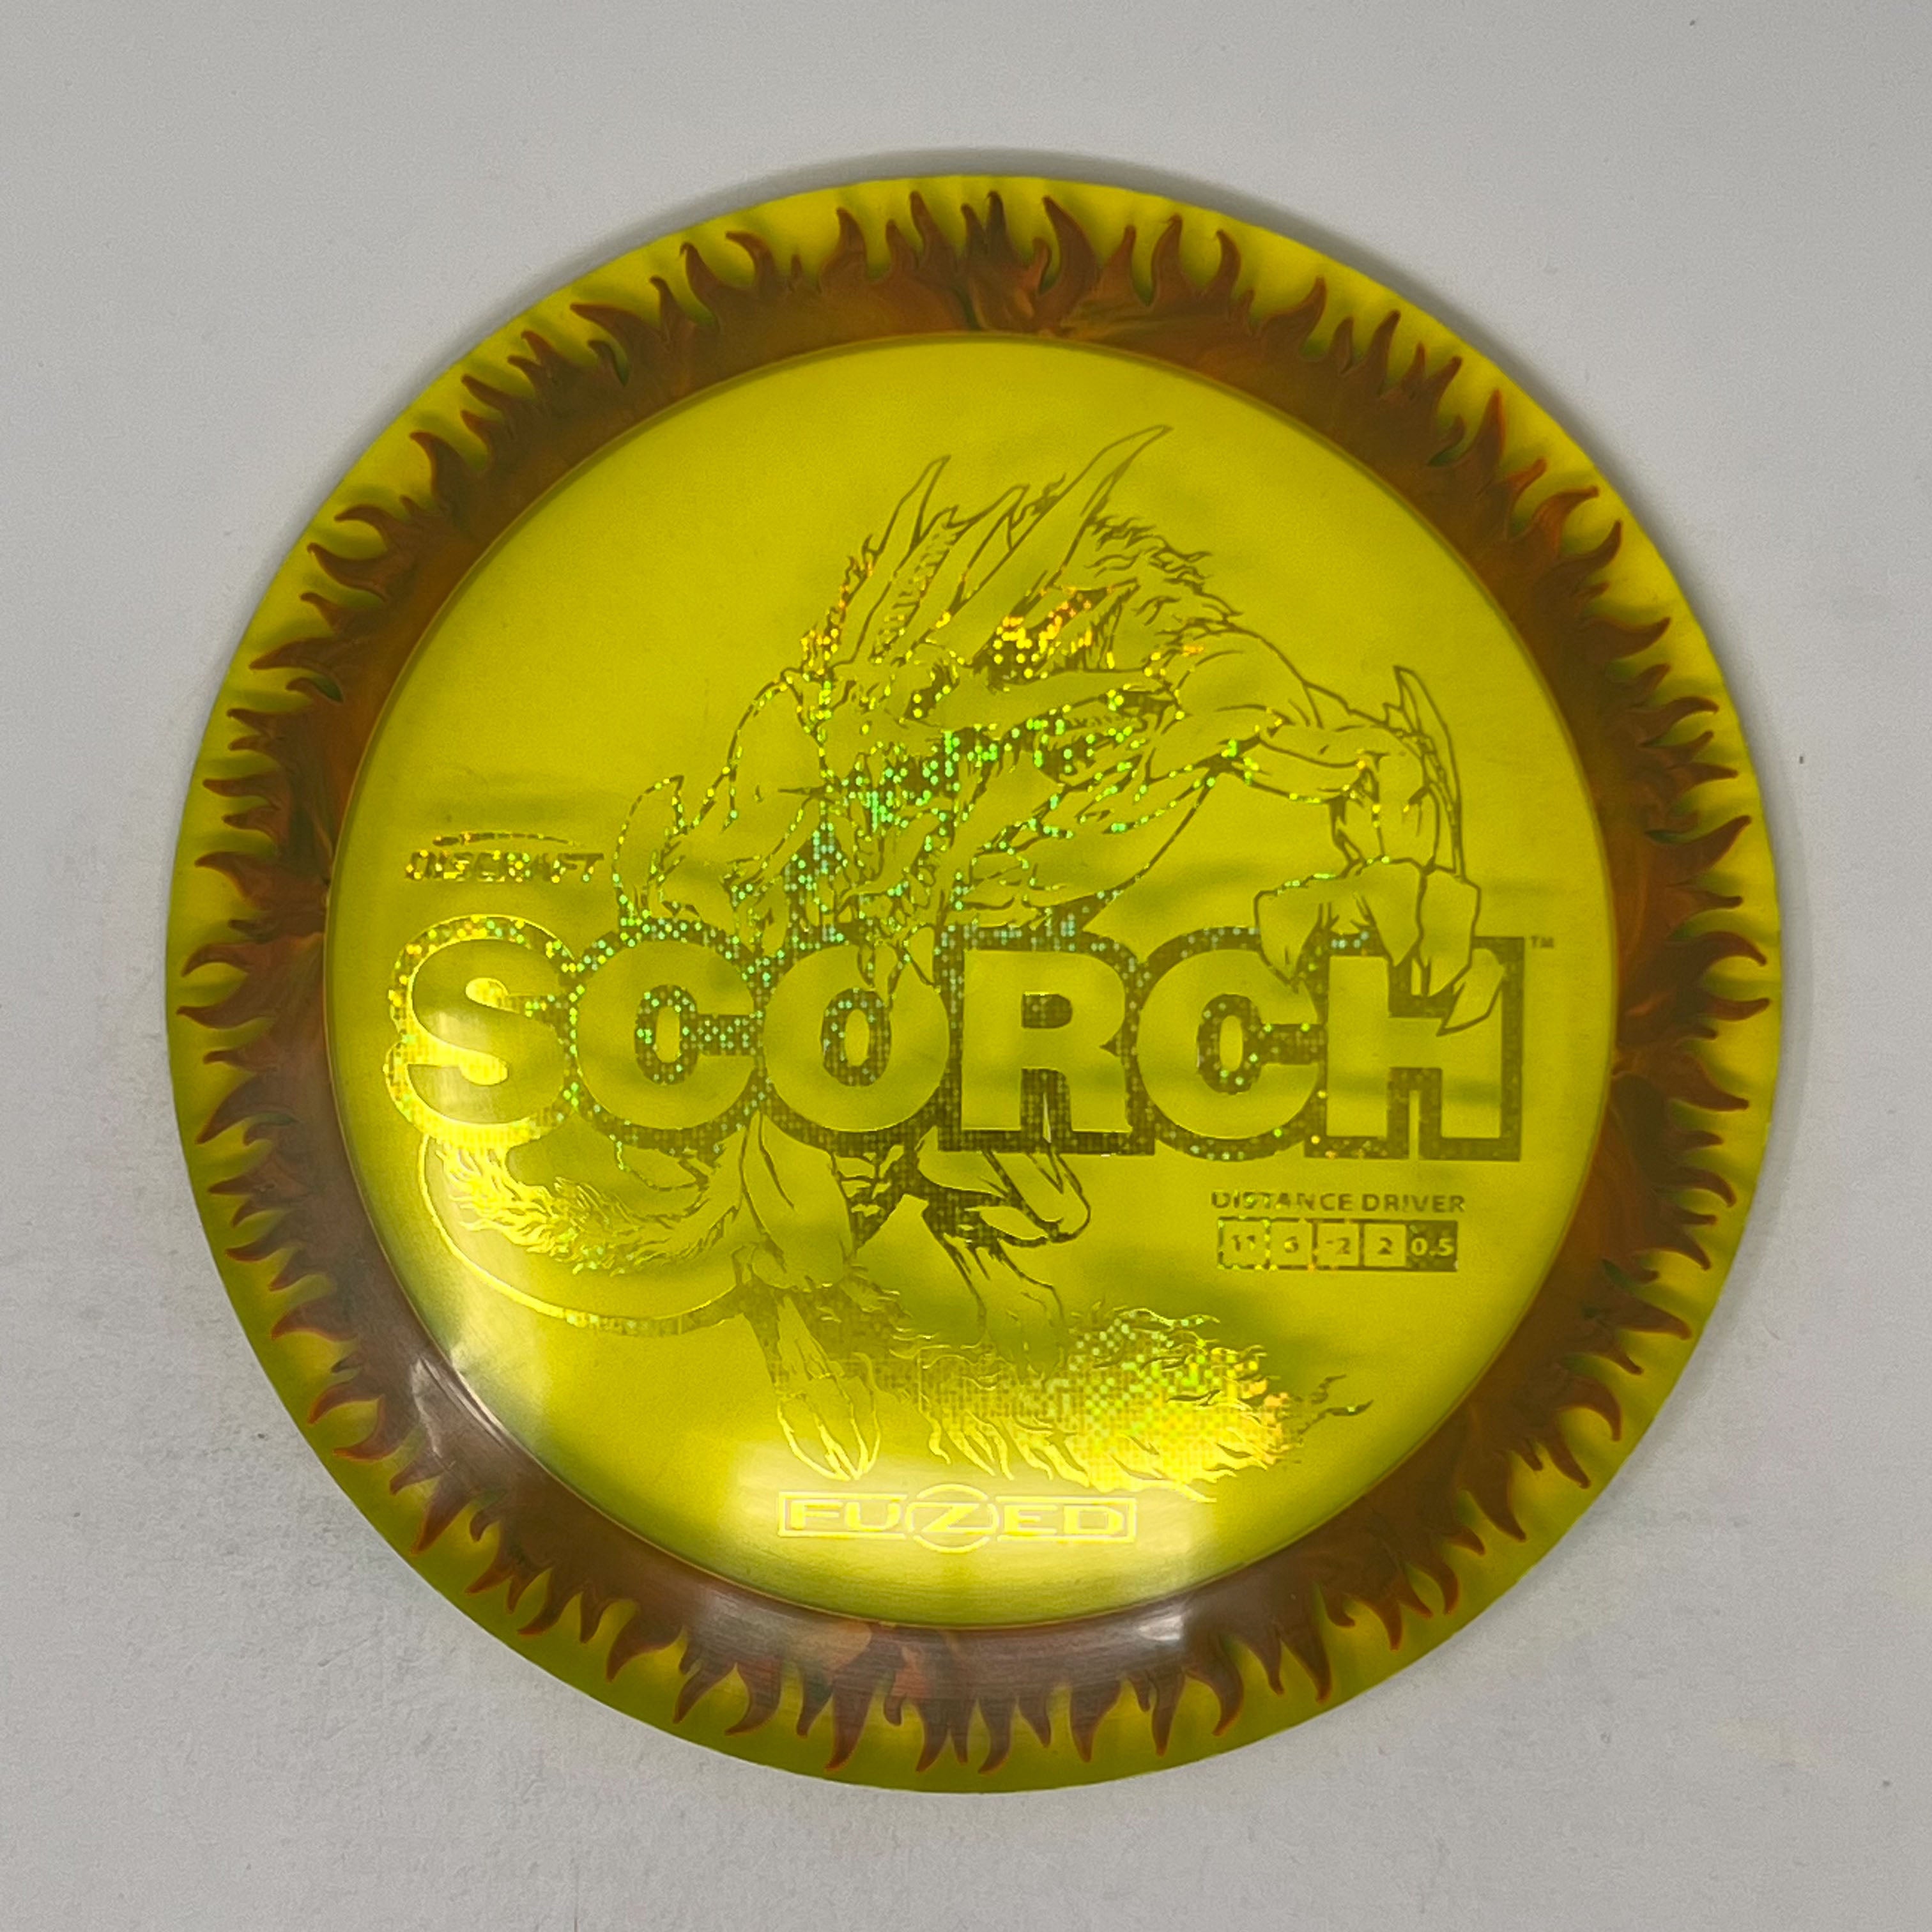 DISCRAFT
SCORCH™
DISTANCE DRIVER
11 6 -2 2 0.5
FUZED